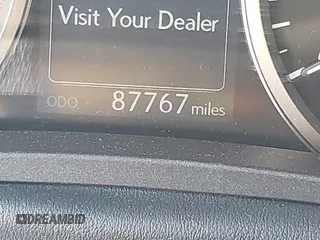 Visit Your Dealer
ODO 87767 miles
DREAMBID